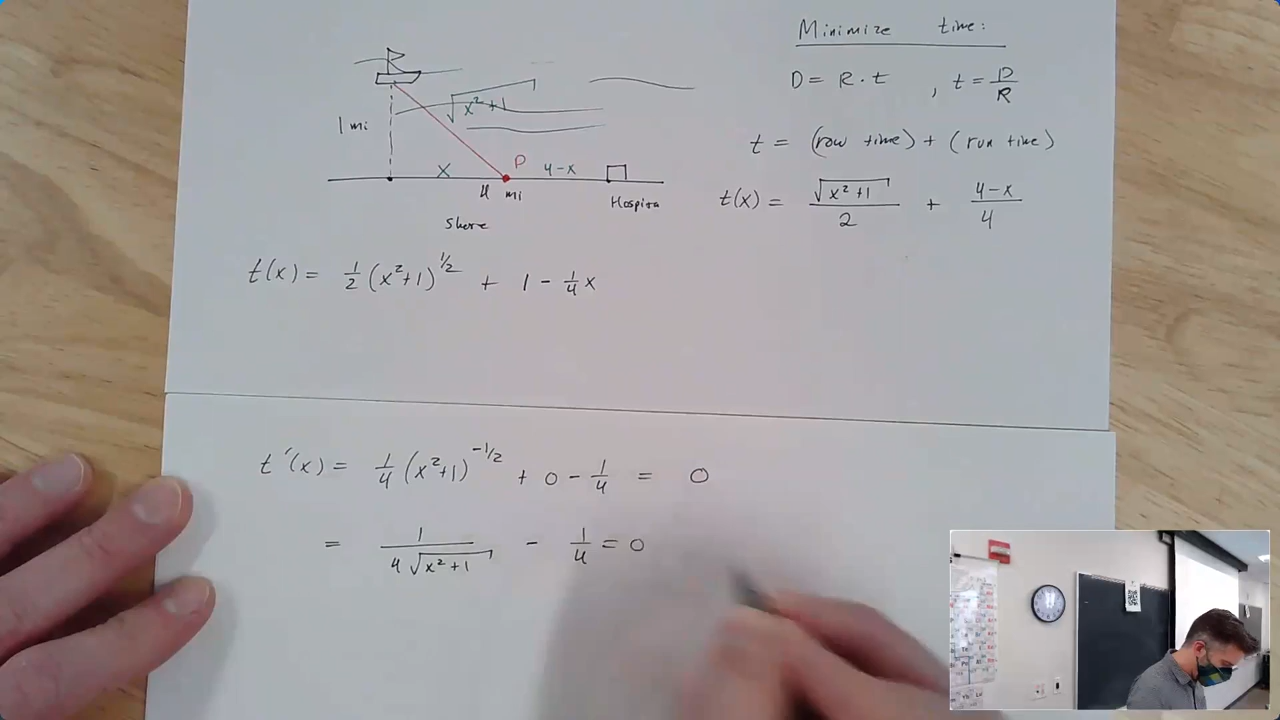 Minimize time:
D = R · t , t = D/R
t = (row time) + (run time)
t(x) = √(x² + 1)/2 + (4-x)/4
√(x² + 1)
1 mi
x
P
4-x
4 mi
Shore
Hospita
t(x) = 1/2 (x²+1)^1/2 + 1 - 1/4 x
t'(x) = 1/4 (x²+1)^-1/2 + 0 - 1/4 = 0
= 1/(4√(x²+1)) - 1/4 = 0